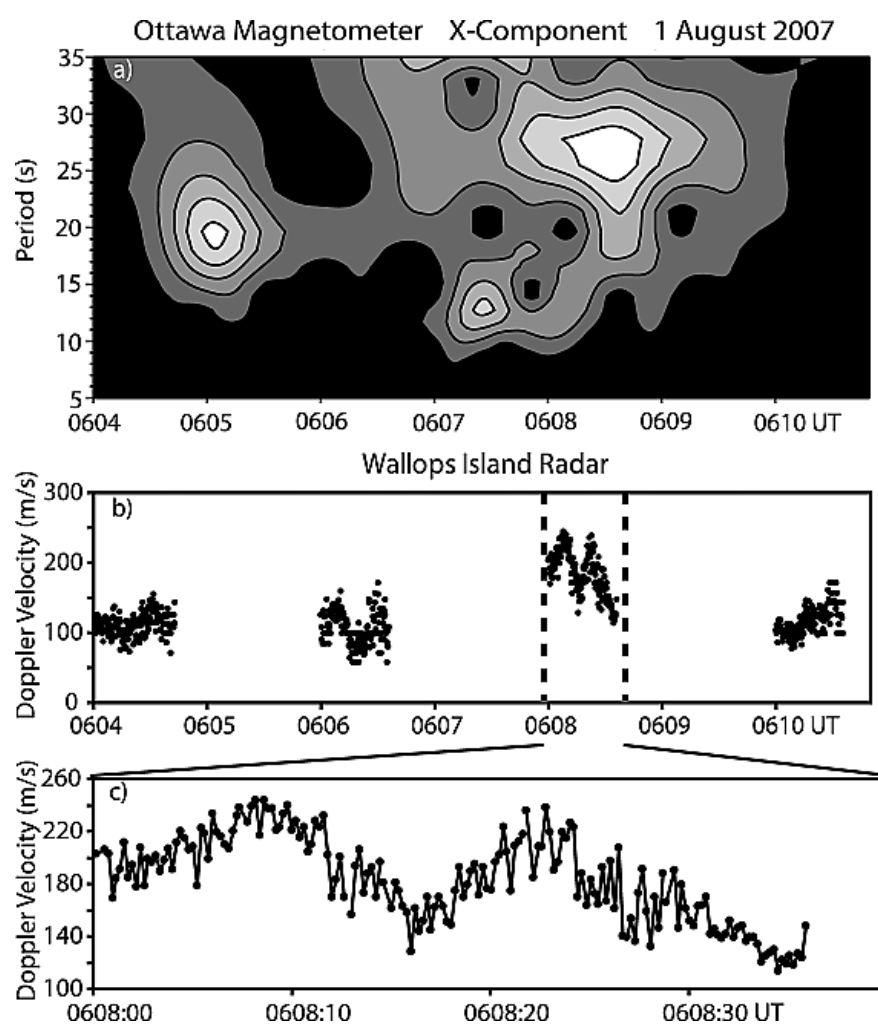 Ottawa Magnetometer X-Component 1 August 2007
a)
Period (s)
35
30
25
20
15
10
5
0604 0605 0606 0607 0608 0609 0610 UT
Wallops Island Radar
b)
Doppler Velocity (m/s)
300
200
100
0
0604 0605 0606 0607 0608 0609 0610 UT
c)
Doppler Velocity (m/s)
260
220
180
140
100
0608:00 0608:10 0608:20 0608:30 UT